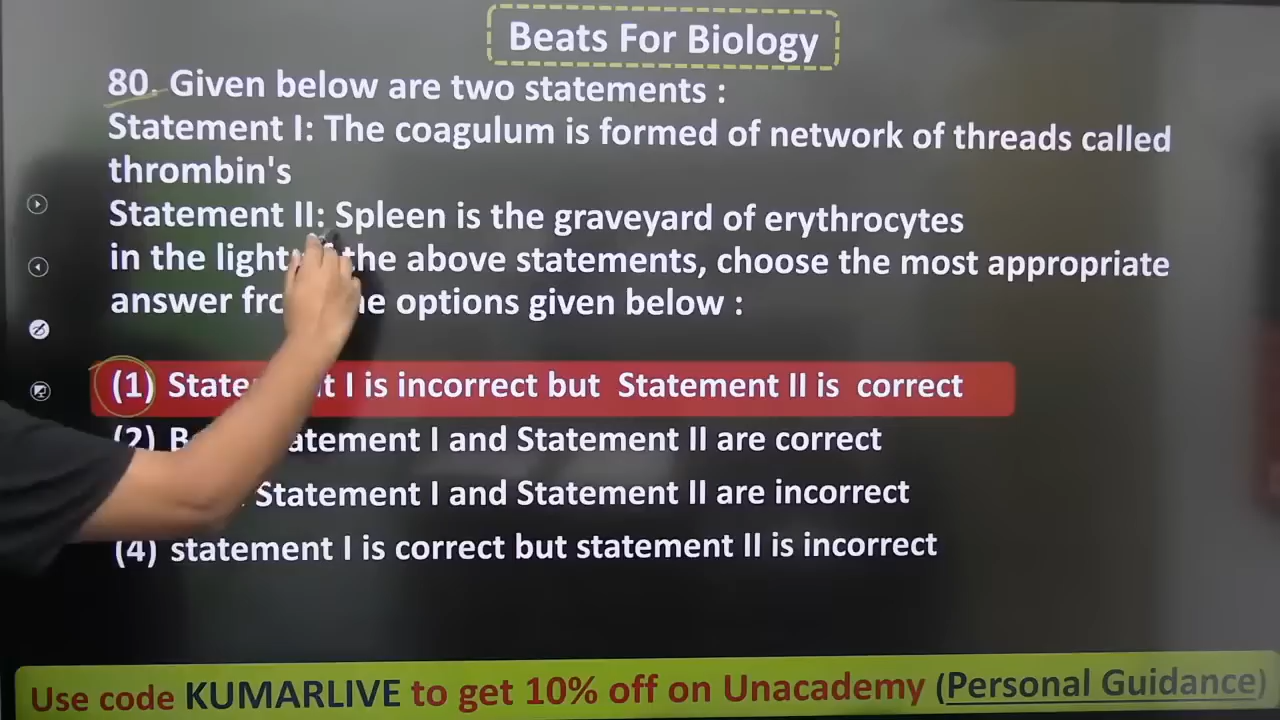 Beats For Biology
80. Given below are two statements :
Statement I: The coagulum is formed of network of threads called
thrombin's
Statement II: Spleen is the graveyard of erythrocytes
in the light the above statements, choose the most appropriate
answer options given below :
(1) I is incorrect but Statement II is correct
(2) I and Statement II are correct
Statement I and Statement II are incorrect
(4) statement I is correct but statement II is incorrect
Use code KUMARLIVE to get 10% off on Unacademy (Personal Guidance)